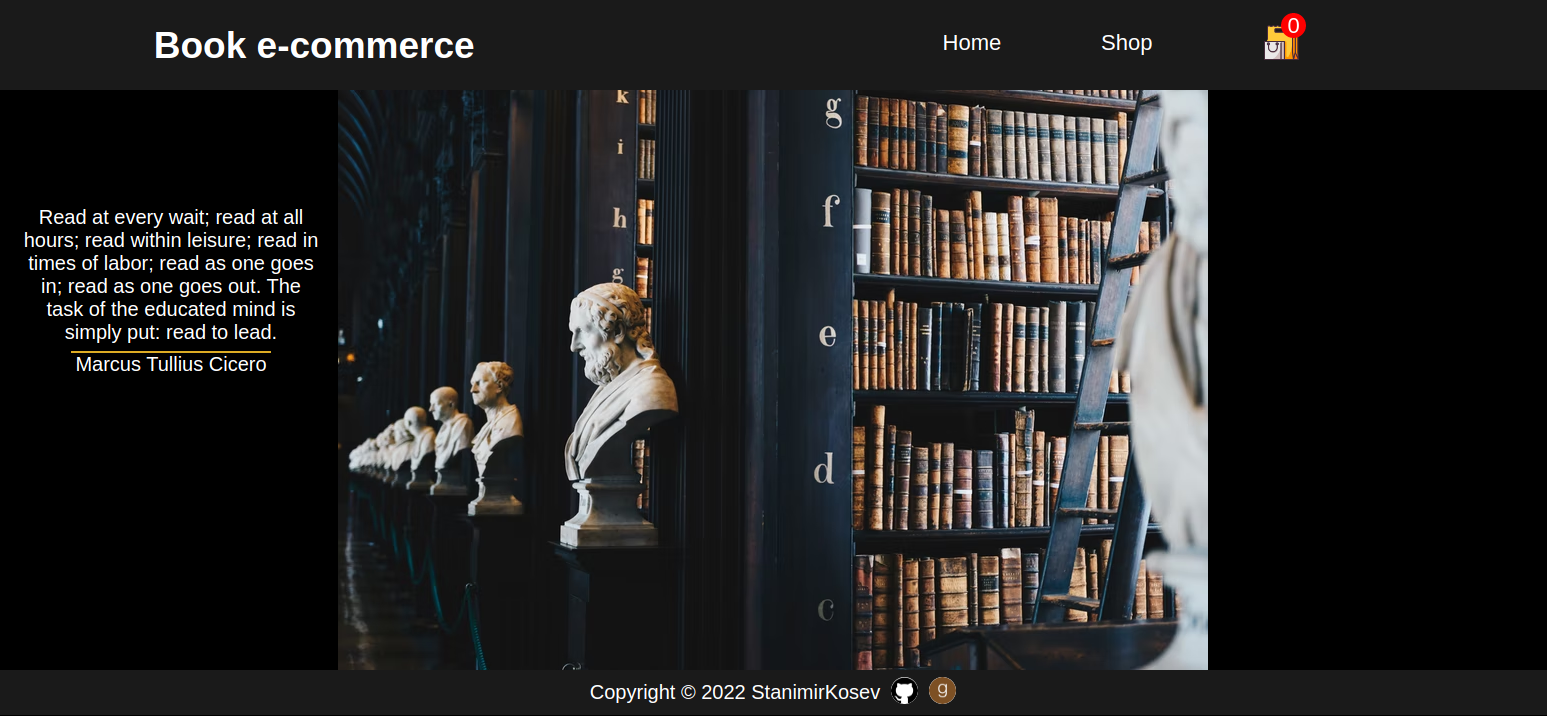 Book e-commerce
Home
Shop
0
Read at every wait; read at all
hours; read within leisure; read in
times of labor; read as one goes
in; read as one goes out. The
task of the educated mind is
simply put: read to lead.
Marcus Tullius Cicero
k
i
h
g
g
f
e
d
c
Copyright © 2022 StanimirKosev
g